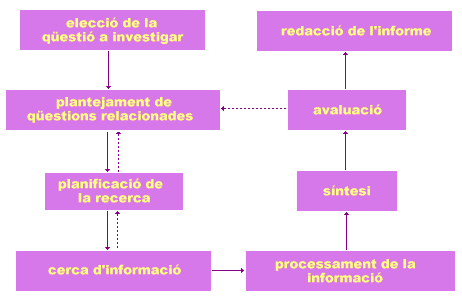 elecció de la
qüestió a investigar
redacció de l'informe
plantejament de
qüestions relacionades
avaluació
planificació de
la recerca
síntesi
cerca d'informació
processament de la
informació